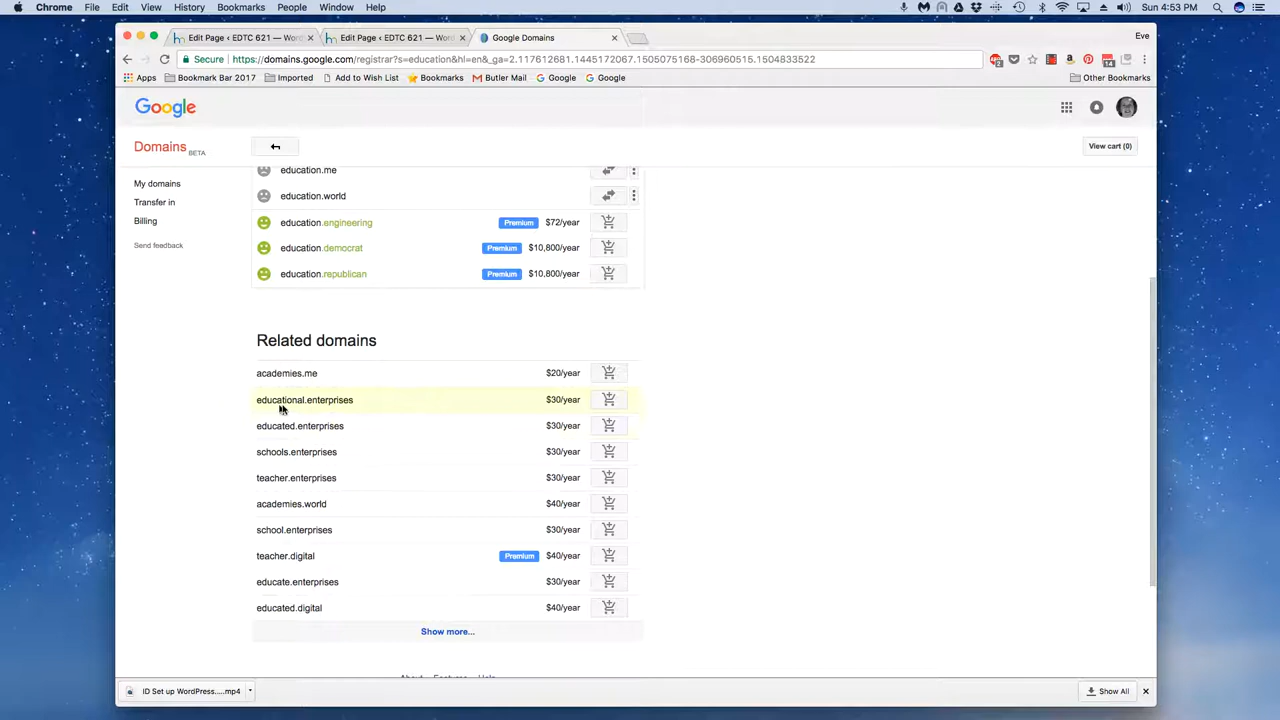 Chrome File Edit View History Bookmarks People Window Help Sun 4:53 PM
Edit Page ‹ EDTC 621 — Wor Edit Page ‹ EDTC 621 — Wor Google Domains Eve
Secure https://domains.google.com/registrar?s=education&hl=en&_ga=2.117612681.1445172067.1505075168-306960515.1504833522
Apps Bookmark Bar 2017 Imported Add to Wish List Bookmarks Butler Mail Google Google Other Bookmarks
Google
Domains BETA View cart (0)
education.me
My domains
education.world
Transfer in
Billing
education.engineering Premium $72/year
Send feedback
education.democrat Premium $10,800/year
education.republican Premium $10,800/year
Related domains
academies.me $20/year
educational.enterprises $30/year
educated.enterprises $30/year
schools.enterprises $30/year
teacher.enterprises $30/year
academies.world $40/year
school.enterprises $30/year
teacher.digital Premium $40/year
educate.enterprises $30/year
educated.digital $40/year
Show more...
About Features Help
ID Set up WordPress.....mp4 Show All